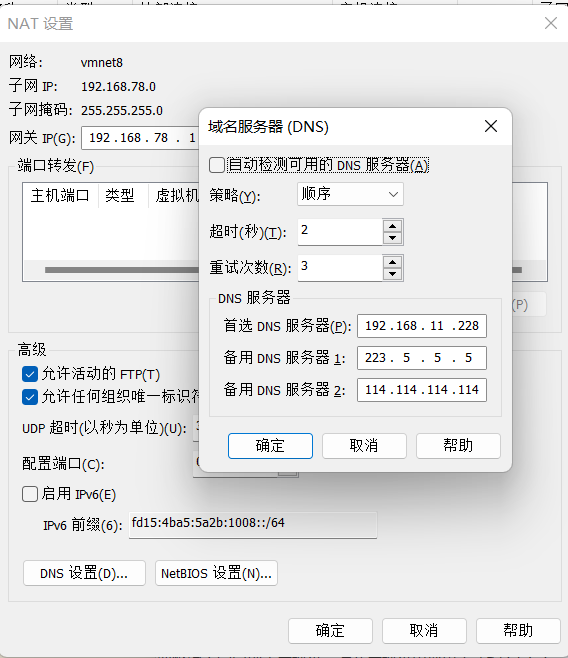 NAT 设置
网络: vmnet8
子网 IP: 192.168.78.0
子网掩码: 255.255.255.0
网关 IP(G): 192 . 168 . 78 . 1
端口转发(F)
主机端口 类型 虚拟机
(P)
高级
允许活动的 FTP(T)
允许任何组织唯一标识符
UDP 超时(以秒为单位)(U):
配置端口(C):
启用 IPv6(E)
IPv6 前缀(6): fd15:4ba5:5a2b:1008::/64
DNS 设置(D)... NetBIOS 设置(N)...
确定 取消 帮助
域名服务器 (DNS)
自动检测可用的 DNS 服务器(A)
策略(Y): 顺序
超时(秒)(T): 2
重试次数(R): 3
DNS 服务器
首选 DNS 服务器(P): 192 . 168 . 11 . 228
备用 DNS 服务器 1: 223 . 5 . 5 . 5
备用 DNS 服务器 2: 114 . 114 . 114 . 114
确定 取消 帮助